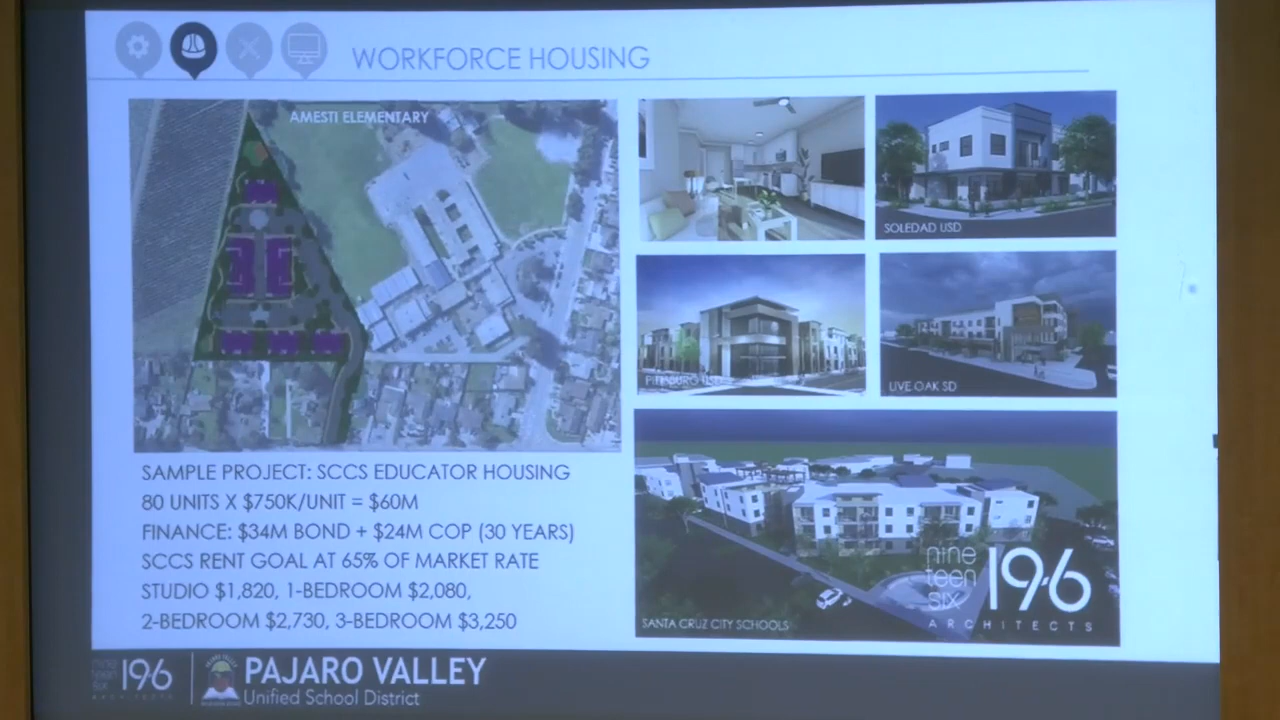 WORKFORCE HOUSING
AMESTI ELEMENTARY
SOLEDAD USD
LIVE OAK SD
SAMPLE PROJECT: SCCS EDUCATOR HOUSING
80 UNITS X $750K/UNIT = $60M
FINANCE: $34M BOND + $24M COP (30 YEARS)
SCCS RENT GOAL AT 65% OF MARKET RATE
STUDIO $1,820, 1-BEDROOM $2,080,
2-BEDROOM $2,730, 3-BEDROOM $3,250
SANTA CRUZ CITY SCHOOLS
nine
teen
six
196
ARCHITECTS
196
PAJARO VALLEY
Unified School District